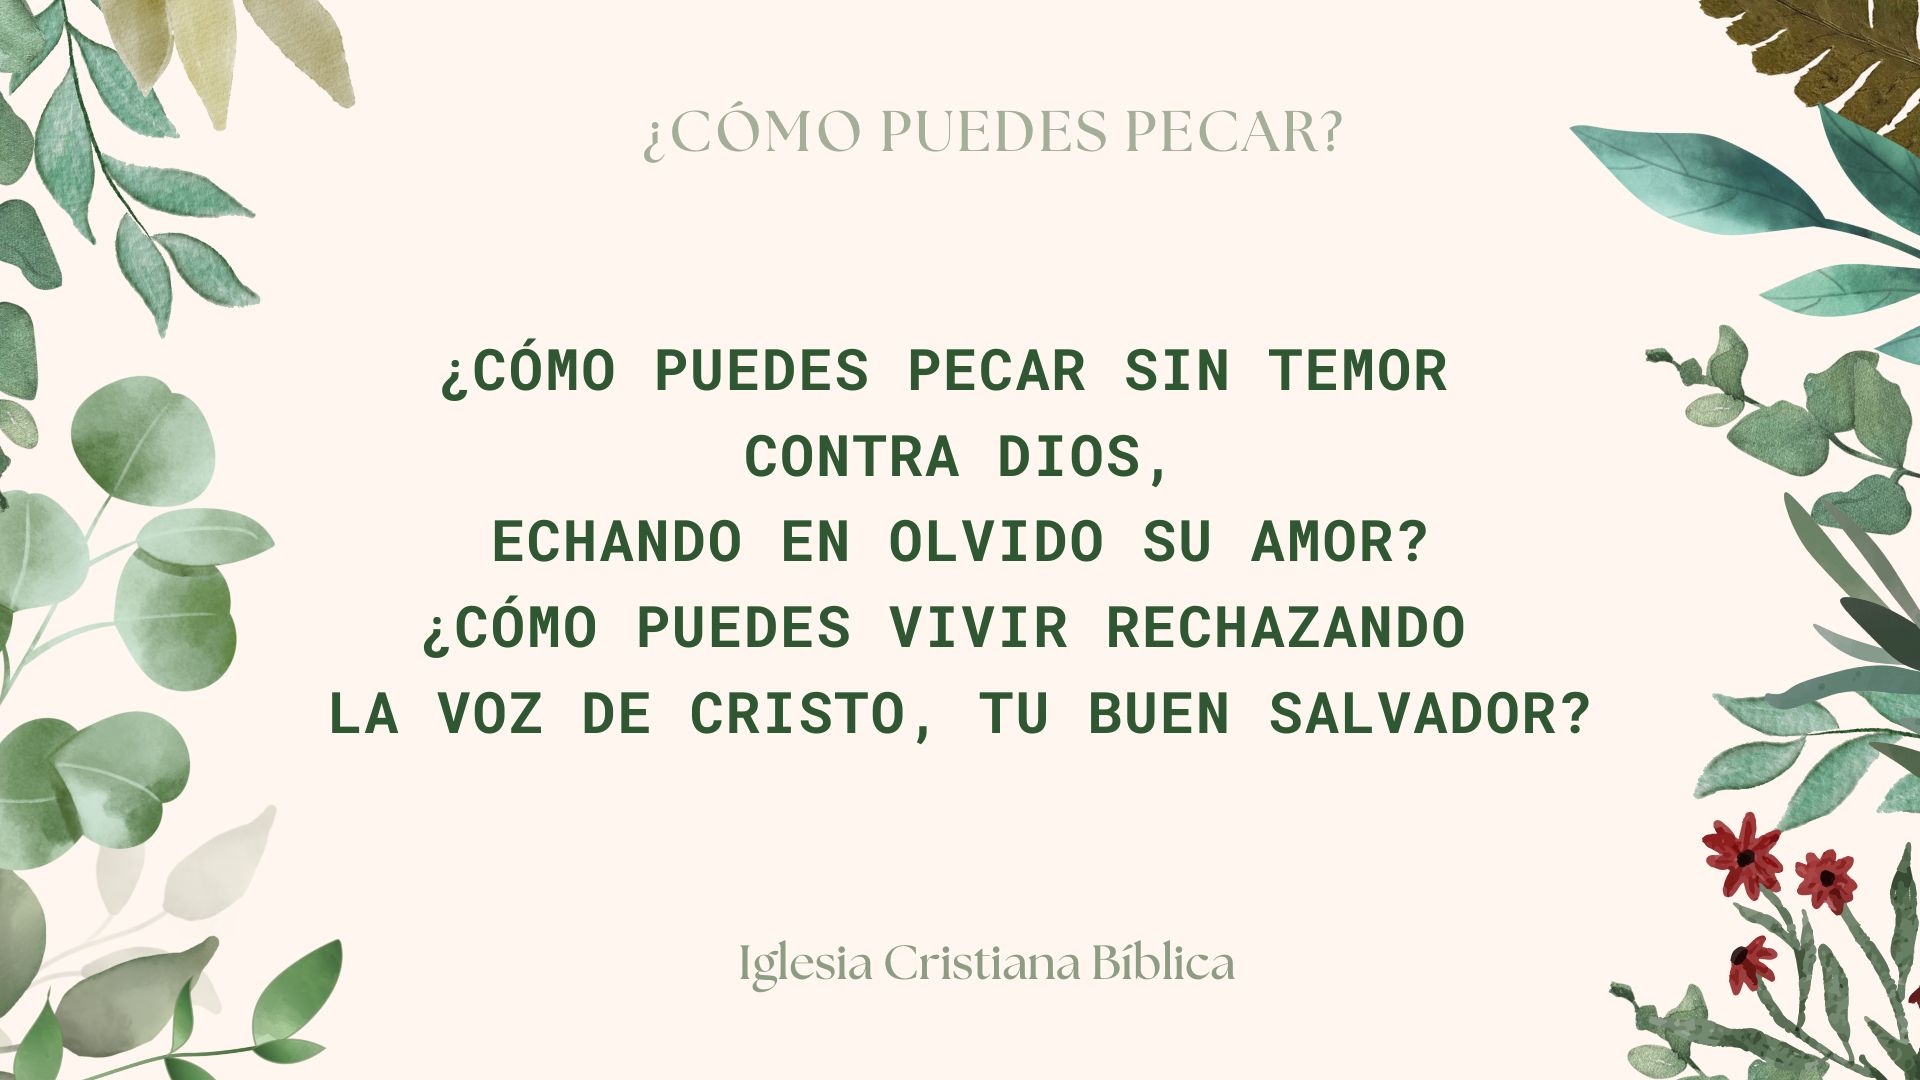 ¿CÓMO PUEDES PECAR?
¿CÓMO PUEDES PECAR SIN TEMOR
CONTRA DIOS,
ECHANDO EN OLVIDO SU AMOR?
¿CÓMO PUEDES VIVIR RECHAZANDO
LA VOZ DE CRISTO, TU BUEN SALVADOR?
Iglesia Cristiana Bíblica